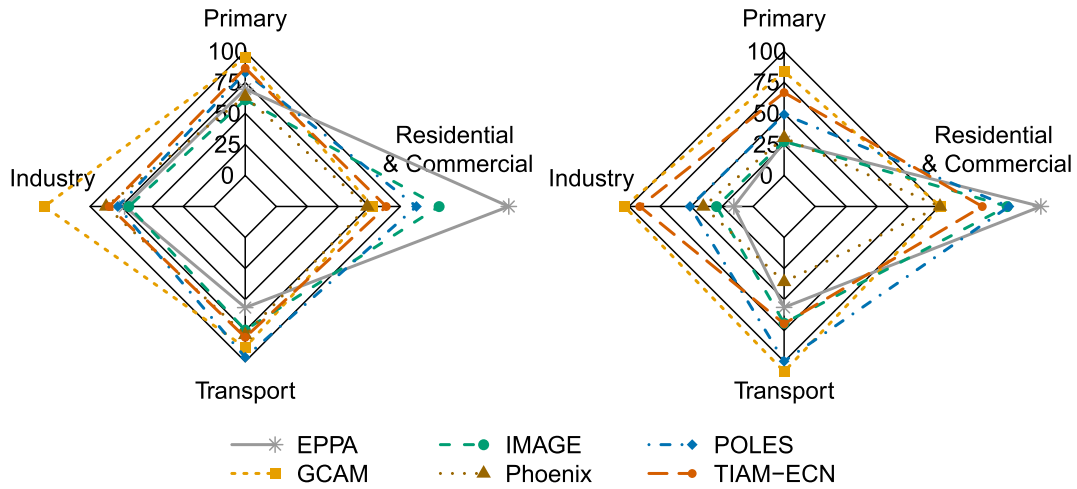 Primary
100
75
50
25
0
Residential
& Commercial
Industry
Transport
Primary
100
75
50
25
0
Residential
& Commercial
Industry
Transport
EPPA
IMAGE
POLES
GCAM
Phoenix
TIAM−ECN